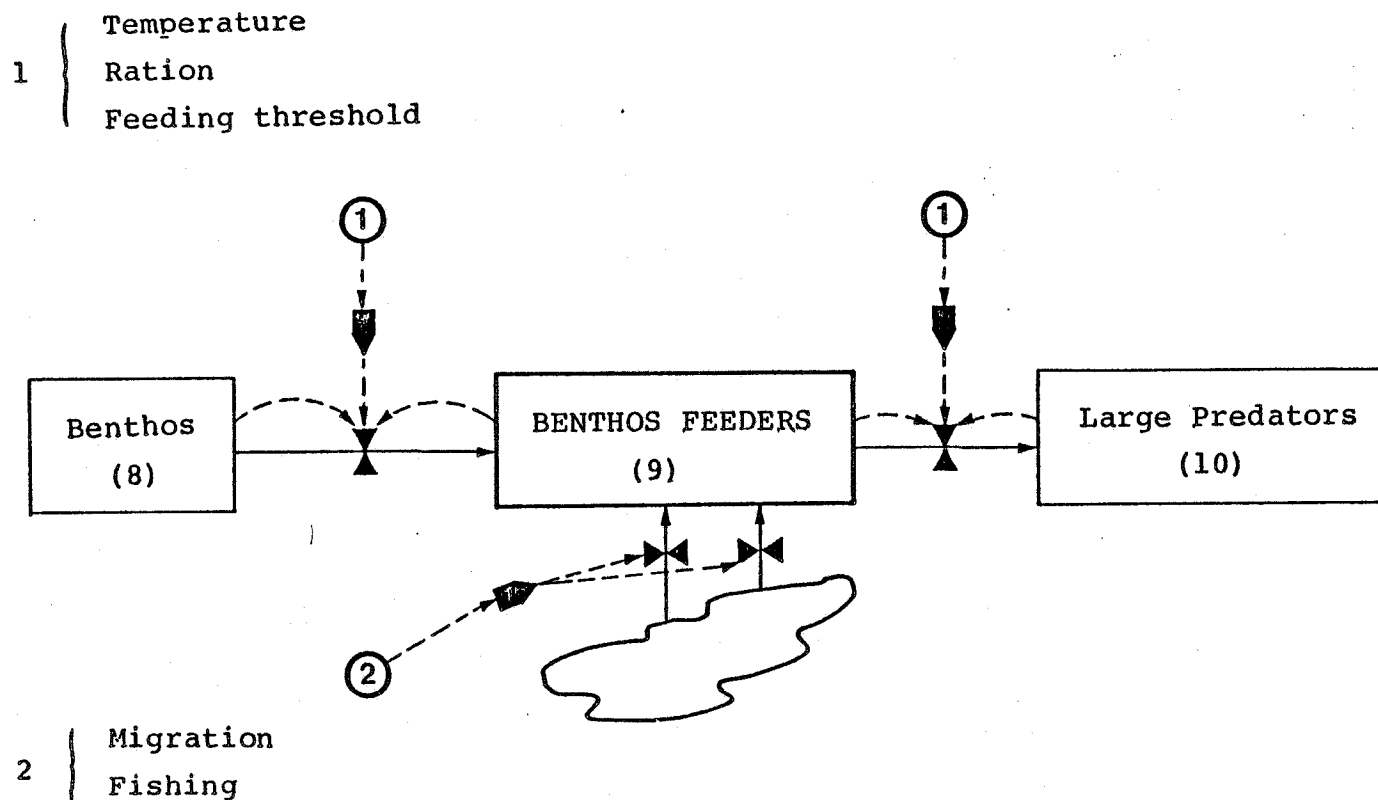 Temperature
1 Ration
Feeding threshold
1 1
Benthos BENTHOS FEEDERS Large Predators
(8) (9) (10)
2
Migration
2
Fishing